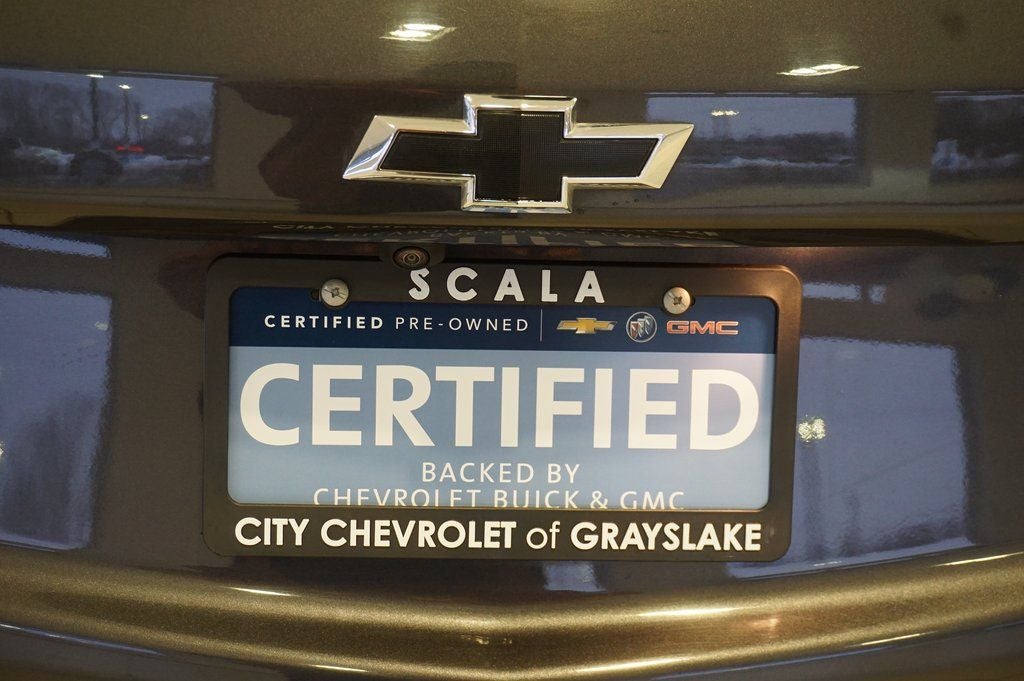 SCALA
CERTIFIED PRE-OWNED GMC
CERTIFIED
BACKED BY
CHEVROLET BUICK & GMC
CITY CHEVROLET of GRAYSLAKE